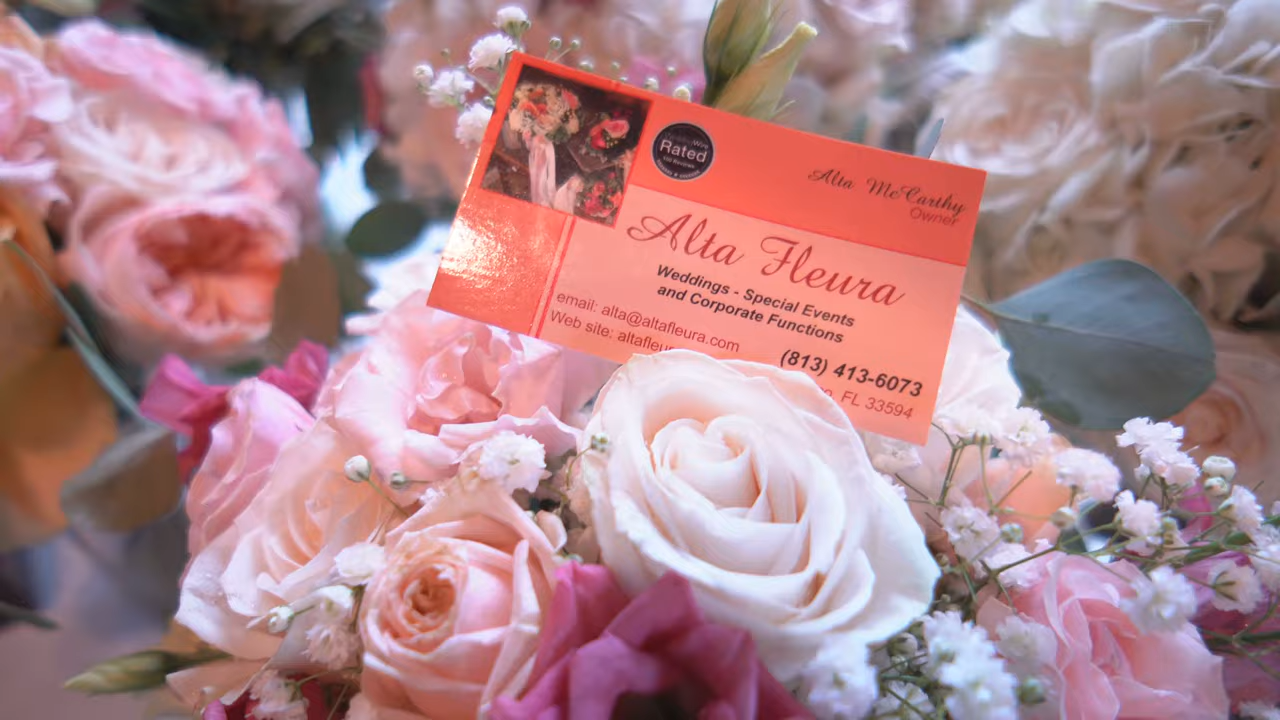 Rated
Alta McCarthy
Owner
Alta Fleura
Weddings - Special Events
and Corporate Functions
email: alta@altafleura.com
Web site: altafleur
(813) 413-6073
, FL 33594